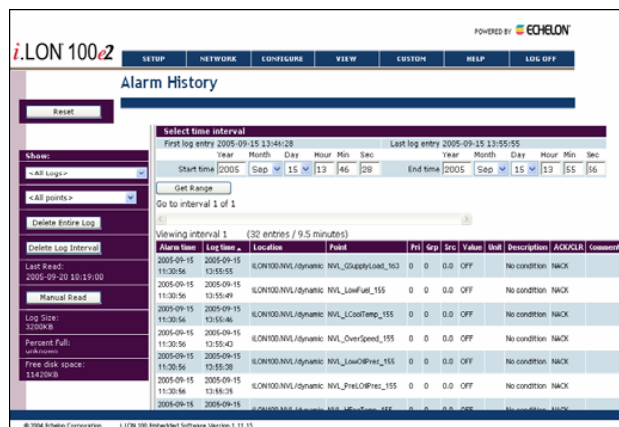 POWERED BY ECHELON
i.LON 100e2
SETUP NETWORK CONFIGURE VIEW CUSTOM HELP LOG OFF
Alarm History
Reset
Select time interval
First log entry 2005-09-15 13:46:28 Last log entry 2005-09-15 13:55:55
Year Month Day Hour Min Sec Year Month Day Hour Min Sec
Start time 2005 Sep 15 13 46 28 End time 2005 Sep 15 13 55 56
Get Range
Go to interval 1 of 1
Viewing interval 1 (32 entries / 9.5 minutes)
Show:
<All Logs>
<All points>
Delete Entire Log
Delete Log Interval
Last Read:
2005-09-20 10:19:00
Manual Read
Log Size:
3200KB
Percent Full:
unknown
Free disk space:
11420KB
Alarm time Log time Location Point Pri Grp Src Value Unit Description ACK/CLR Comment
2005-09-15 11:30:56 2005-09-15 13:55:55 iLON100.NVL/dynamic NVL_GSupplyLoad_163 0 0 0.0 OFF No condition NACK
2005-09-15 11:30:56 2005-09-15 13:55:49 iLON100.NVL/dynamic NVL_LowFuel_155 0 0 0.0 OFF No condition NACK
2005-09-15 11:30:56 2005-09-15 13:55:46 iLON100.NVL/dynamic NVL_LCoolTemp_155 0 0 0.0 OFF No condition NACK
2005-09-15 11:30:56 2005-09-15 13:55:43 iLON100.NVL/dynamic NVL_OverSpeed_155 0 0 0.0 OFF No condition NACK
2005-09-15 11:30:56 2005-09-15 13:55:38 iLON100.NVL/dynamic NVL_LowOilPres_155 0 0 0.0 OFF No condition NACK
2005-09-15 11:30:56 2005-09-15 13:55:35 iLON100.NVL/dynamic NVL_PreLOilPres_155 0 0 0.0 OFF No condition NACK
2005-09-15 2005-09-15
© 2004 Echelon Corporation i.LON 100 Embedded Software Version 1.11.15